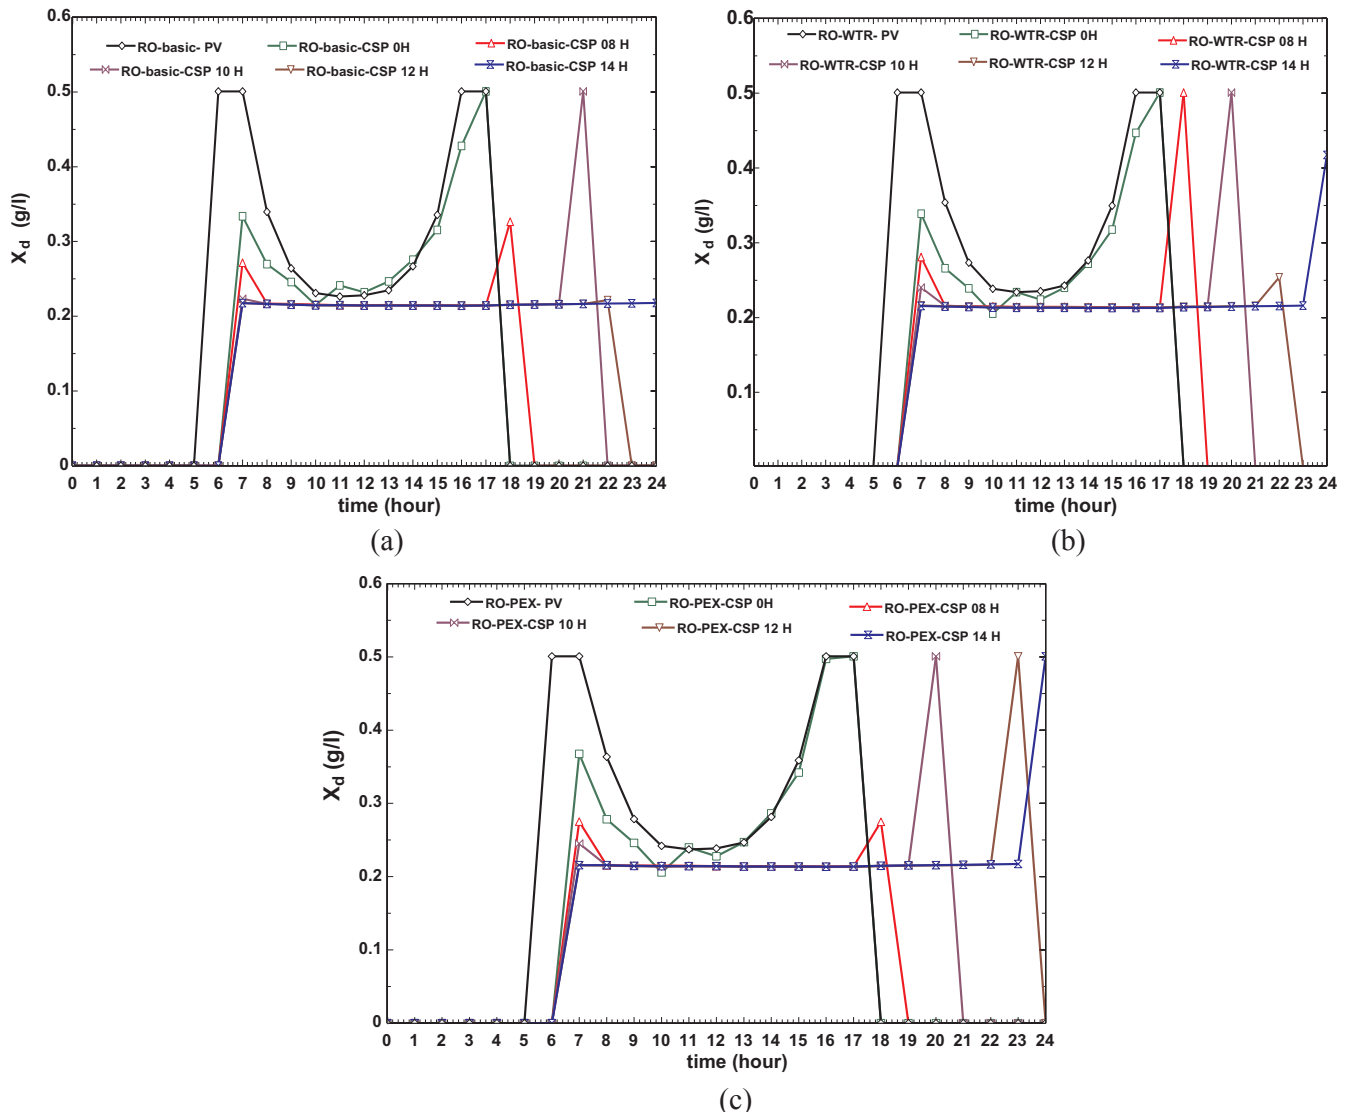 0.6
RO-basic- PV
RO-basic-CSP 0H
RO-basic-CSP 08 H
RO-basic-CSP 10 H
RO-basic-CSP 12 H
RO-basic-CSP 14 H
0.5
0.4
0.3
0.2
0.1
0
X_d (g/l)
0 1 2 3 4 5 6 7 8 9 10 11 12 13 14 15 16 17 18 19 20 21 22 23 24
time (hour)
(a)
0.6
RO-WTR- PV
RO-WTR-CSP 0H
RO-WTR-CSP 08 H
RO-WTR-CSP 10 H
RO-WTR-CSP 12 H
RO-WTR-CSP 14 H
0.5
0.4
0.3
0.2
0.1
X_d (g/l)
0 1 2 3 4 5 6 7 8 9 10 11 12 13 14 15 16 17 18 19 20 21 22 23 24
time (hour)
(b)
0.6
RO-PEX- PV
RO-PEX-CSP 0H
RO-PEX-CSP 08 H
RO-PEX-CSP 10 H
RO-PEX-CSP 12 H
RO-PEX-CSP 14 H
0.5
0.4
0.3
0.2
0.1
0
X_d (g/l)
0 1 2 3 4 5 6 7 8 9 10 11 12 13 14 15 16 17 18 19 20 21 22 23 24
time (hour)
(c)